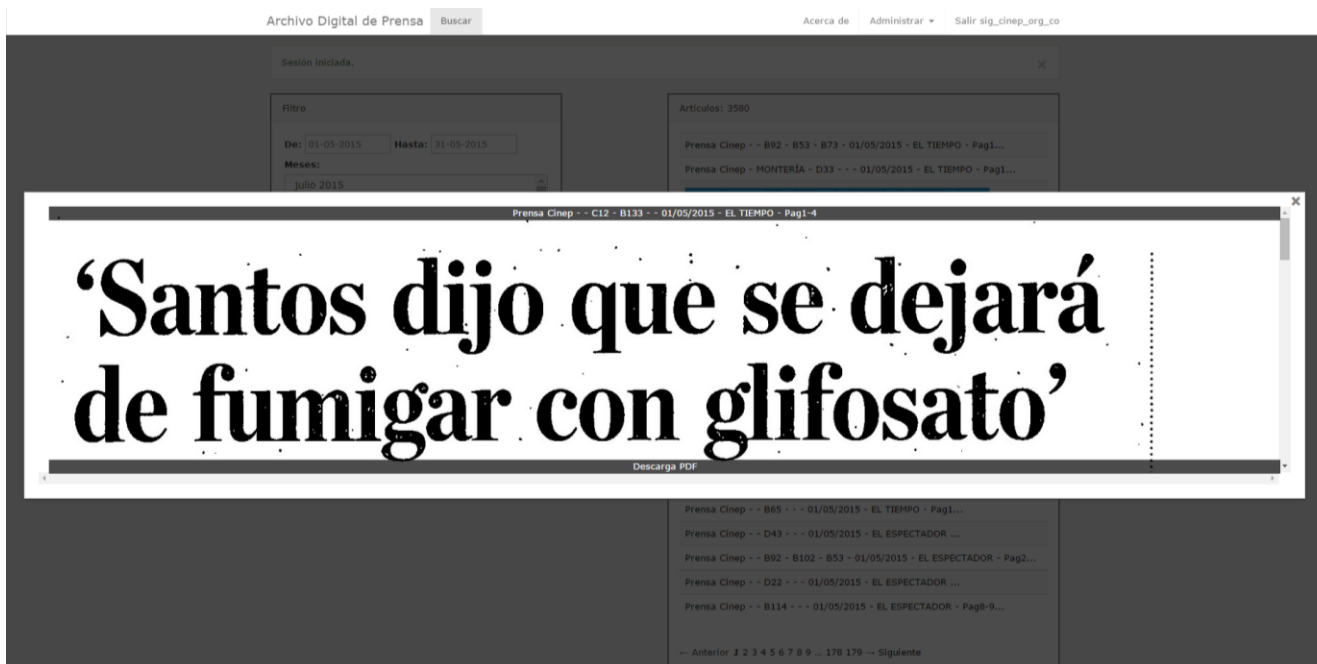 Archivo Digital de Prensa Buscar Acerca de Administrar Salir sig_cinep_org_co
Sesión iniciada.
Filtro
Artículos: 3580
De: 01-05-2015 Hasta: 31-05-2015
Meses:
julio 2015
Prensa Cinep - - B92 - B53 - B73 - 01/05/2015 - EL TIEMPO - Pag1...
Prensa Cinep - MONTERÍA - D33 - - - 01/05/2015 - EL TIEMPO - Pag1...
Prensa Cinep - - C12 - B133 - - 01/05/2015 - EL TIEMPO - Pag1-4
‘Santos dijo que se dejará
de fumigar con glifosato’
Descarga PDF
Prensa Cinep - - B65 - - - 01/05/2015 - EL TIEMPO - Pag1...
Prensa Cinep - - D43 - - - 01/05/2015 - EL ESPECTADOR ...
Prensa Cinep - - B92 - B102 - B53 - 01/05/2015 - EL ESPECTADOR - Pag2...
Prensa Cinep - - D22 - - - 01/05/2015 - EL ESPECTADOR ...
Prensa Cinep - - B114 - - - 01/05/2015 - EL ESPECTADOR - Pag8-9...
← Anterior 1 2 3 4 5 6 7 8 9 ... 178 179 → Siguiente